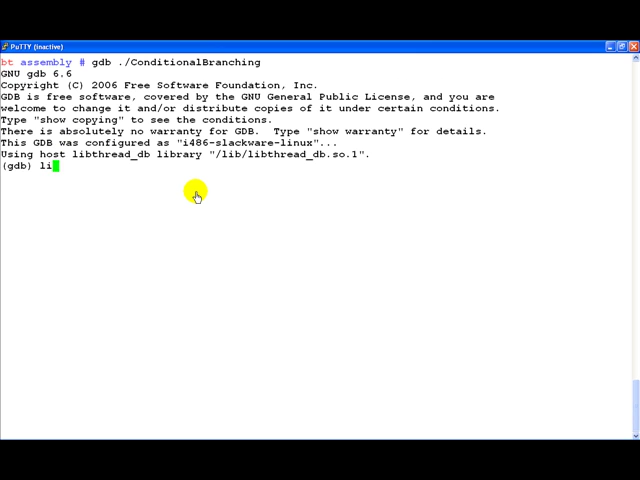 PuTTY (inactive)
bt assembly # gdb ./ConditionalBranching
GNU gdb 6.6
Copyright (C) 2006 Free Software Foundation, Inc.
GDB is free software, covered by the GNU General Public License, and you are
welcome to change it and/or distribute copies of it under certain conditions.
Type "show copying" to see the conditions.
There is absolutely no warranty for GDB.  Type "show warranty" for details.
This GDB was configured as "i486-slackware-linux"...
Using host libthread_db library "/lib/libthread_db.so.1".
(gdb) li